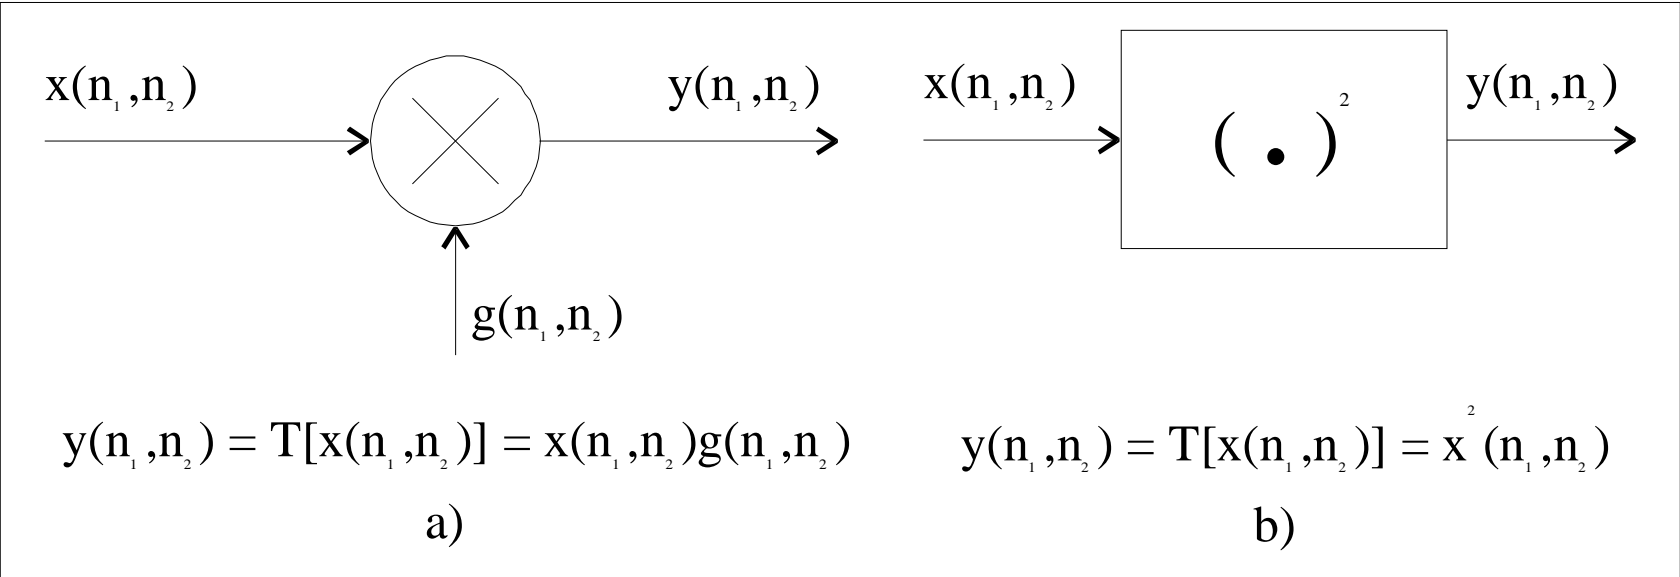 x(n₁,n₂)
y(n₁,n₂)
g(n₁,n₂)
y(n₁,n₂) = T[x(n₁,n₂)] = x(n₁,n₂)g(n₁,n₂)
a)
x(n₁,n₂)
( . )²
y(n₁,n₂)
y(n₁,n₂) = T[x(n₁,n₂)] = x²(n₁,n₂)
b)